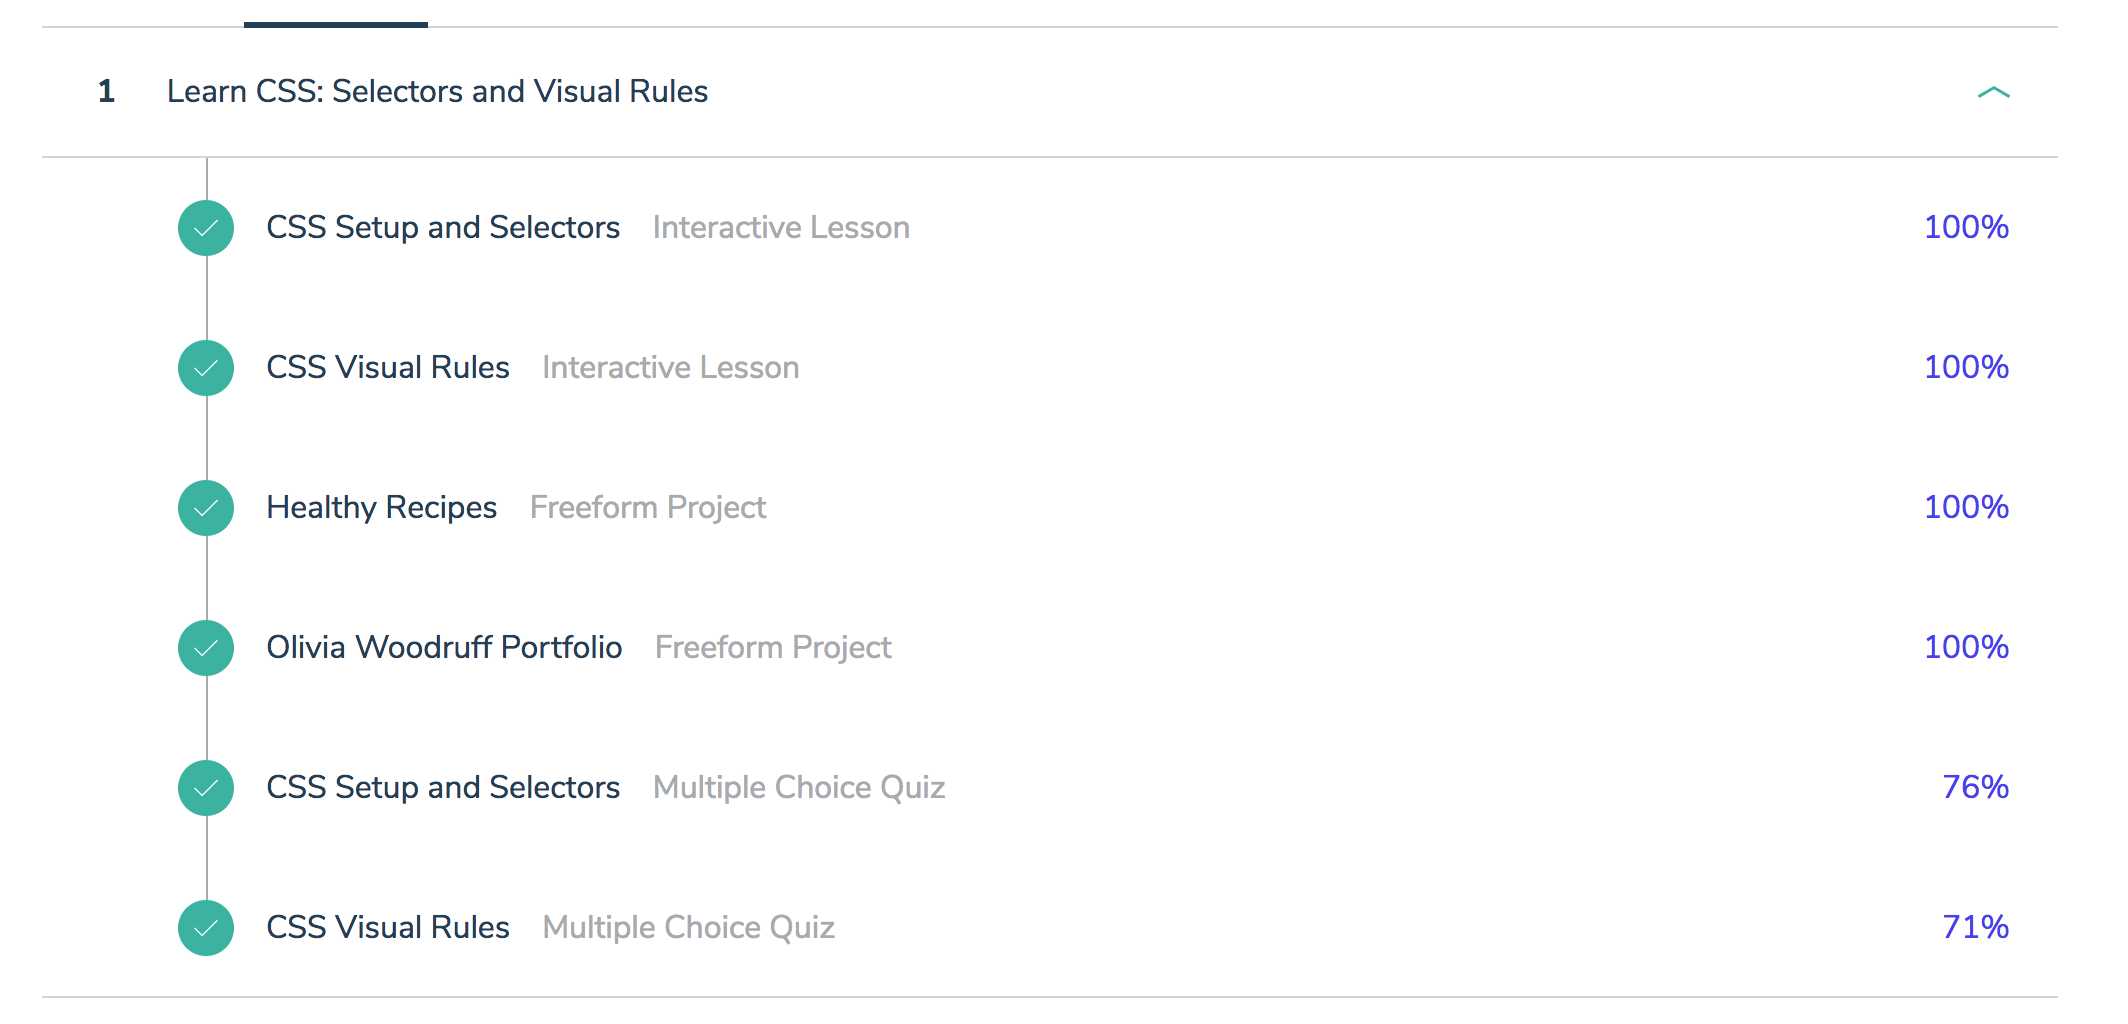 1 Learn CSS: Selectors and Visual Rules
CSS Setup and Selectors Interactive Lesson 100%
CSS Visual Rules Interactive Lesson 100%
Healthy Recipes Freeform Project 100%
Olivia Woodruff Portfolio Freeform Project 100%
CSS Setup and Selectors Multiple Choice Quiz 76%
CSS Visual Rules Multiple Choice Quiz 71%